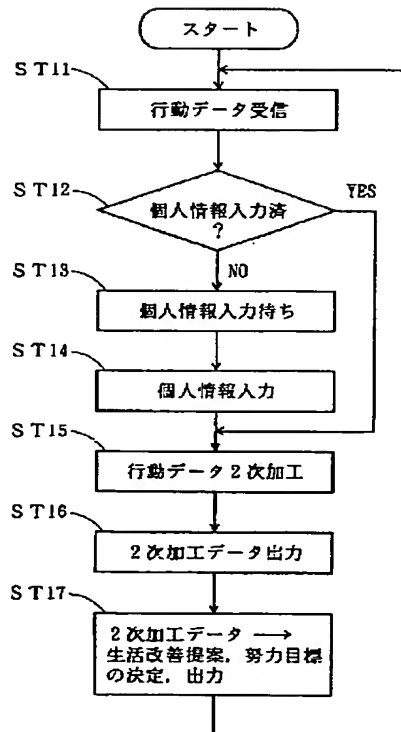 スタート
ST11
行動データ受信
ST12
個人情報入力済
?
YES
NO
ST13
個人情報入力待ち
ST14
個人情報入力
ST15
行動データ2次加工
ST16
2次加工データ出力
ST17
2次加工データ →
生活改善提案,努力目標
の決定,出力